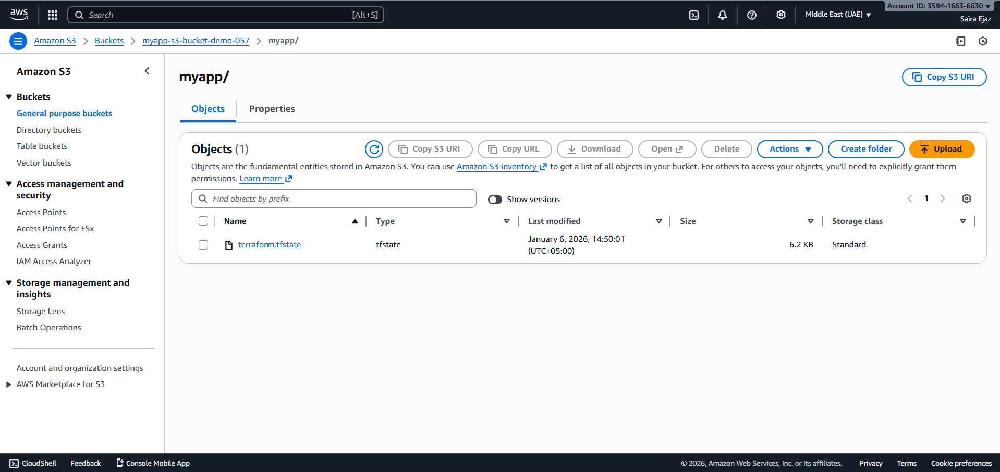 aws
Search
[Alt+S]
Middle East (UAE)
Account ID: 3594-1663-6630
Saira Ejaz
Amazon S3
Buckets
myapp-s3-bucket-demo-057
myapp/
Amazon S3
Buckets
General purpose buckets
Directory buckets
Table buckets
Vector buckets
Access management and
security
Access Points
Access Points for FSx
Access Grants
IAM Access Analyzer
Storage management and
insights
Storage Lens
Batch Operations
Account and organization settings
AWS Marketplace for S3
myapp/
Copy S3 URI
Objects
Properties
Objects (1)
Copy S3 URI
Copy URL
Download
Open
Delete
Actions
Create folder
Upload
Objects are the fundamental entities stored in Amazon S3. You can use Amazon S3 inventory to get a list of all objects in your bucket. For others to access your objects, you'll need to explicitly grant them
permissions. Learn more
Find objects by prefix
Show versions
1
Name
Type
Last modified
Size
Storage class
terraform.tfstate
tfstate
January 6, 2026, 14:50:01
(UTC+05:00)
6.2 KB
Standard
CloudShell
Feedback
Console Mobile App
© 2026, Amazon Web Services, Inc. or its affiliates.
Privacy
Terms
Cookie preferences